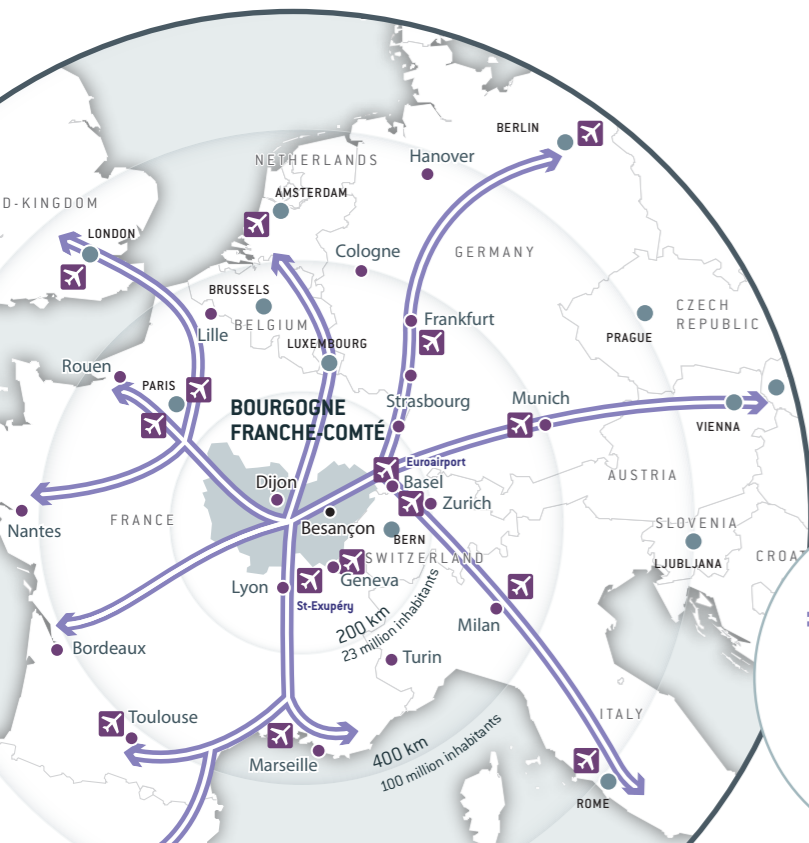 BERLIN
Hanover
NETHERLANDS
AMSTERDAM
D-KINGDOM
LONDON
Cologne
GERMANY
BRUSSELS
CZECH
REPUBLIC
Frankfurt
BELGIUM
Lille
PRAGUE
LUXEMBOURG
Rouen
PARIS
Strasbourg
Munich
BOURGOGNE
FRANCHE-COMTÉ
VIENNA
Euroairport
Basel
Dijon
AUSTRIA
Zurich
FRANCE
Nantes
Besançon
SLOVENIA
BERN
SWITZERLAND
CROAT
LJUBLJANA
Lyon
Geneva
St-Exupéry
200 km
23 million inhabitants
Milan
Bordeaux
Turin
Toulouse
ITALY
400 km
100 million inhabitants
Marseille
ROME